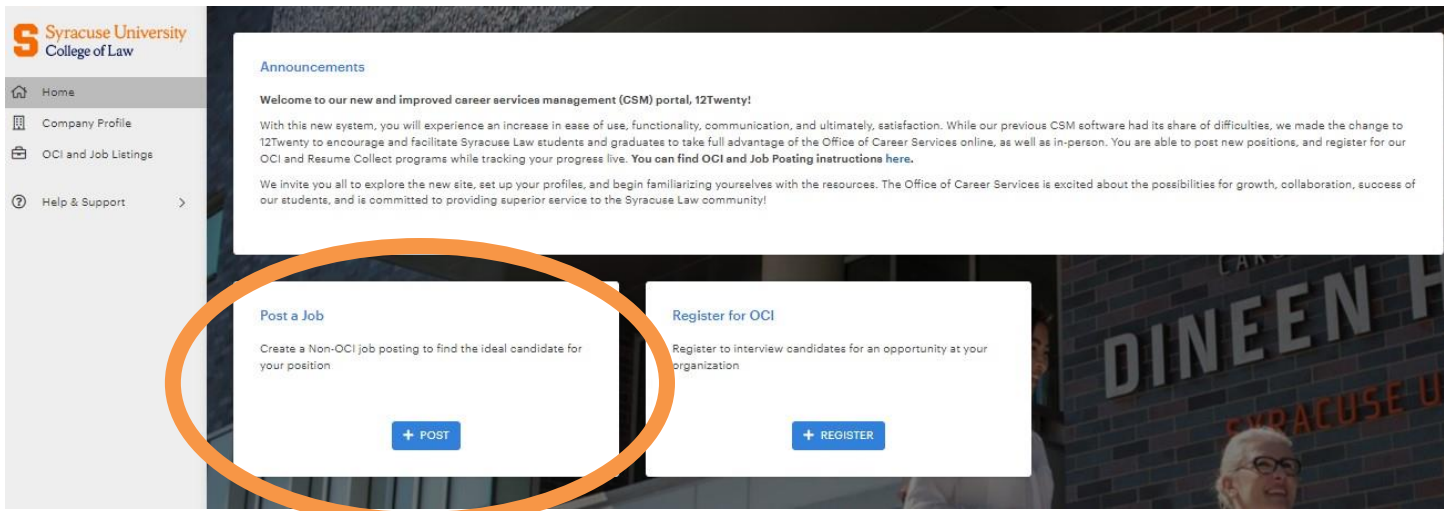 Syracuse University
College of Law
Home
Company Profile
OCI and Job Listings
Help & Support
Announcements
Welcome to our new and improved career services management (CSM) portal, 12Twenty!
With this new system, you will experience an increase in ease of use, functionality, communication, and ultimately, satisfaction. While our previous CSM software had its share of difficulties, we made the change to
12Twenty to encourage and facilitate Syracuse Law students and graduates to take full advantage of the Office of Career Services online, as well as in-person. You are able to post new positions, and register for our
OCI and Resume Collect programs while tracking your progress live. You can find OCI and Job Posting instructions here.
We invite you all to explore the new site, set up your profiles, and begin familiarizing yourselves with the resources. The Office of Career Services is excited about the possibilities for growth, collaboration, success of
our students, and is committed to providing superior service to the Syracuse Law community!
Post a Job
Create a Non-OCI job posting to find the ideal candidate for
your position
+ POST
Register for OCI
Register to interview candidates for an opportunity at your
organization
+ REGISTER
DINEEN H
SYRACUSE U